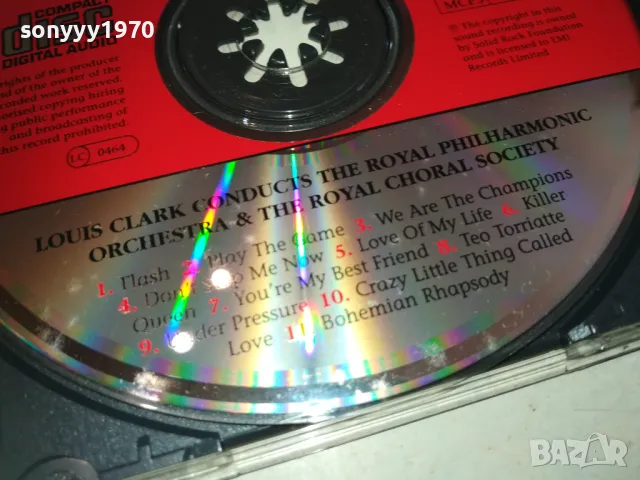 sonyyy1970
COMPACT
disc
DIGITAL AUDIO
rights of the producer
of the owner of the
work reserved.
copying hiring
public performance
and broadcasting of
this record prohibited.
LC 0464
℗ The copyright in this
sound recording is owned
by Solid Rock Foundation
and is licensed to EMI
Records Limited
LOUIS CLARK CONDUCTS THE ROYAL PHILHARMONIC
ORCHESTRA & THE ROYAL CHORAL SOCIETY
1. Flash 2. Play The Game 3. We Are The Champions
4. Don't Stop Me Now 5. Love Of My Life 6. Killer
Queen 7. You're My Best Friend 8. Teo Torriatte
9. Under Pressure 10. Crazy Little Thing Called
Love 11. Bohemian Rhapsody
BAZAR